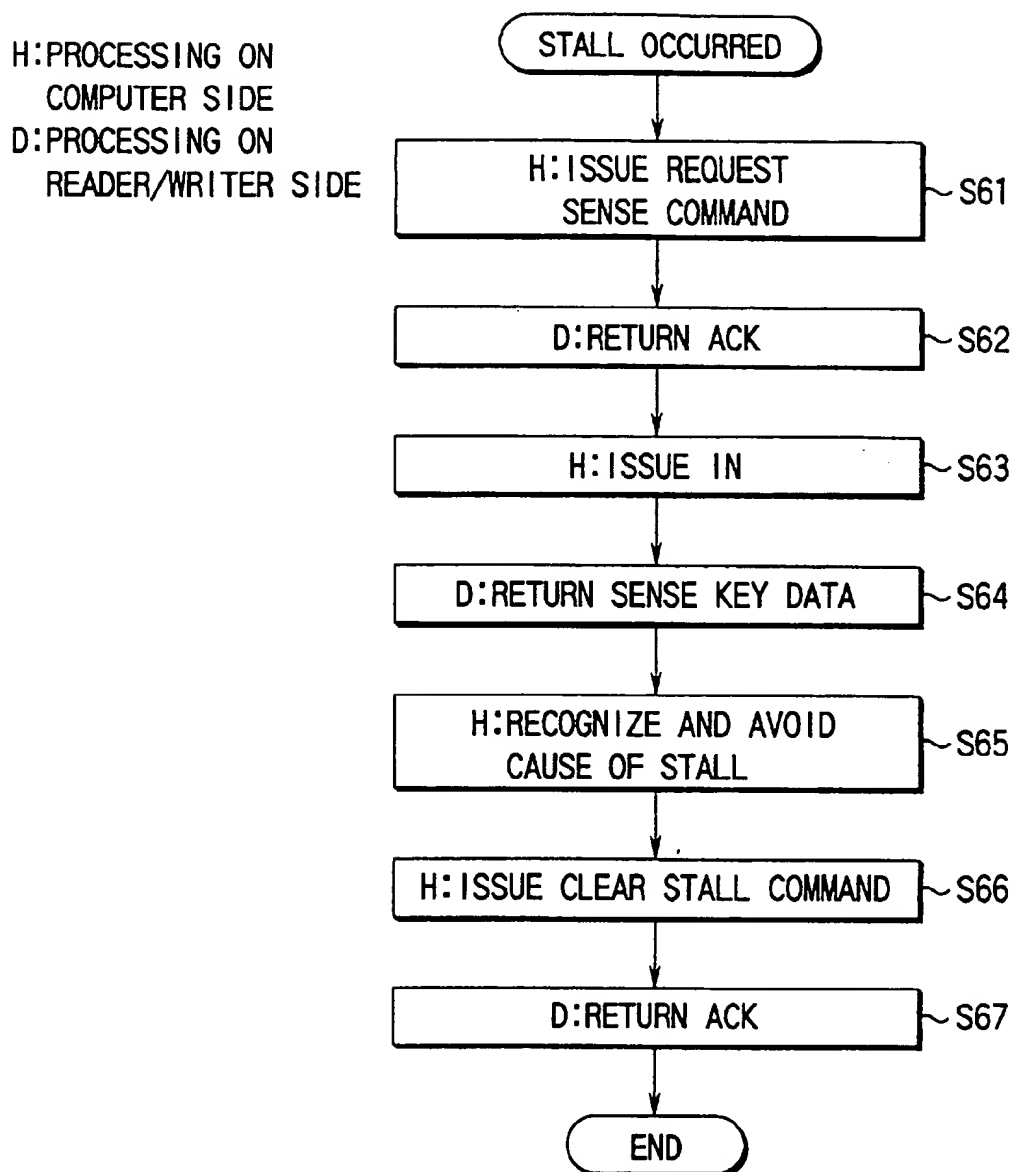 H:PROCESSING ON
COMPUTER SIDE
D:PROCESSING ON
READER/WRITER SIDE
STALL OCCURRED
H:ISSUE REQUEST
SENSE COMMAND
S61
D:RETURN ACK
S62
H:ISSUE IN
S63
D:RETURN SENSE KEY DATA
S64
H:RECOGNIZE AND AVOID
CAUSE OF STALL
S65
H:ISSUE CLEAR STALL COMMAND
S66
D:RETURN ACK
S67
END